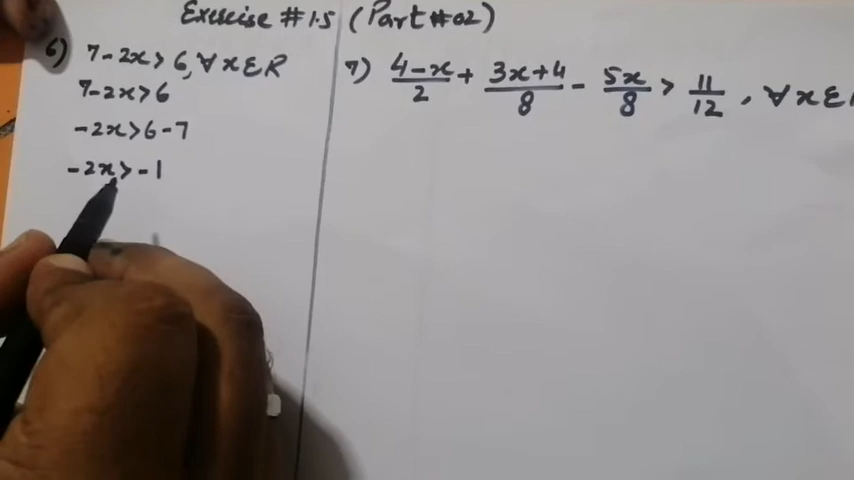 Exercise #1.5 (Part #02)
6) 7-2x>6, ∀ x ∈ R
7-2x>6
-2x>6-7
-2x>-1
7) (4-x)/2 + (3x+4)/8 - 5x/8 > 11/12, ∀ x ∈